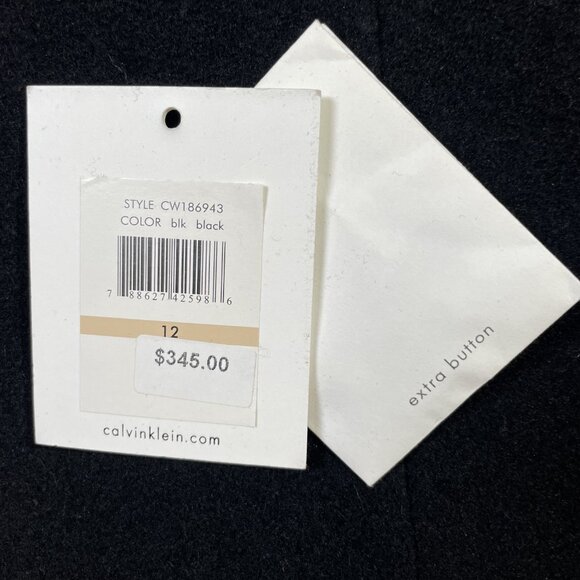 STYLE CW186943
COLOR blk black
7 88627 42598 6
12
$345.00
calvinklein.com
extra button